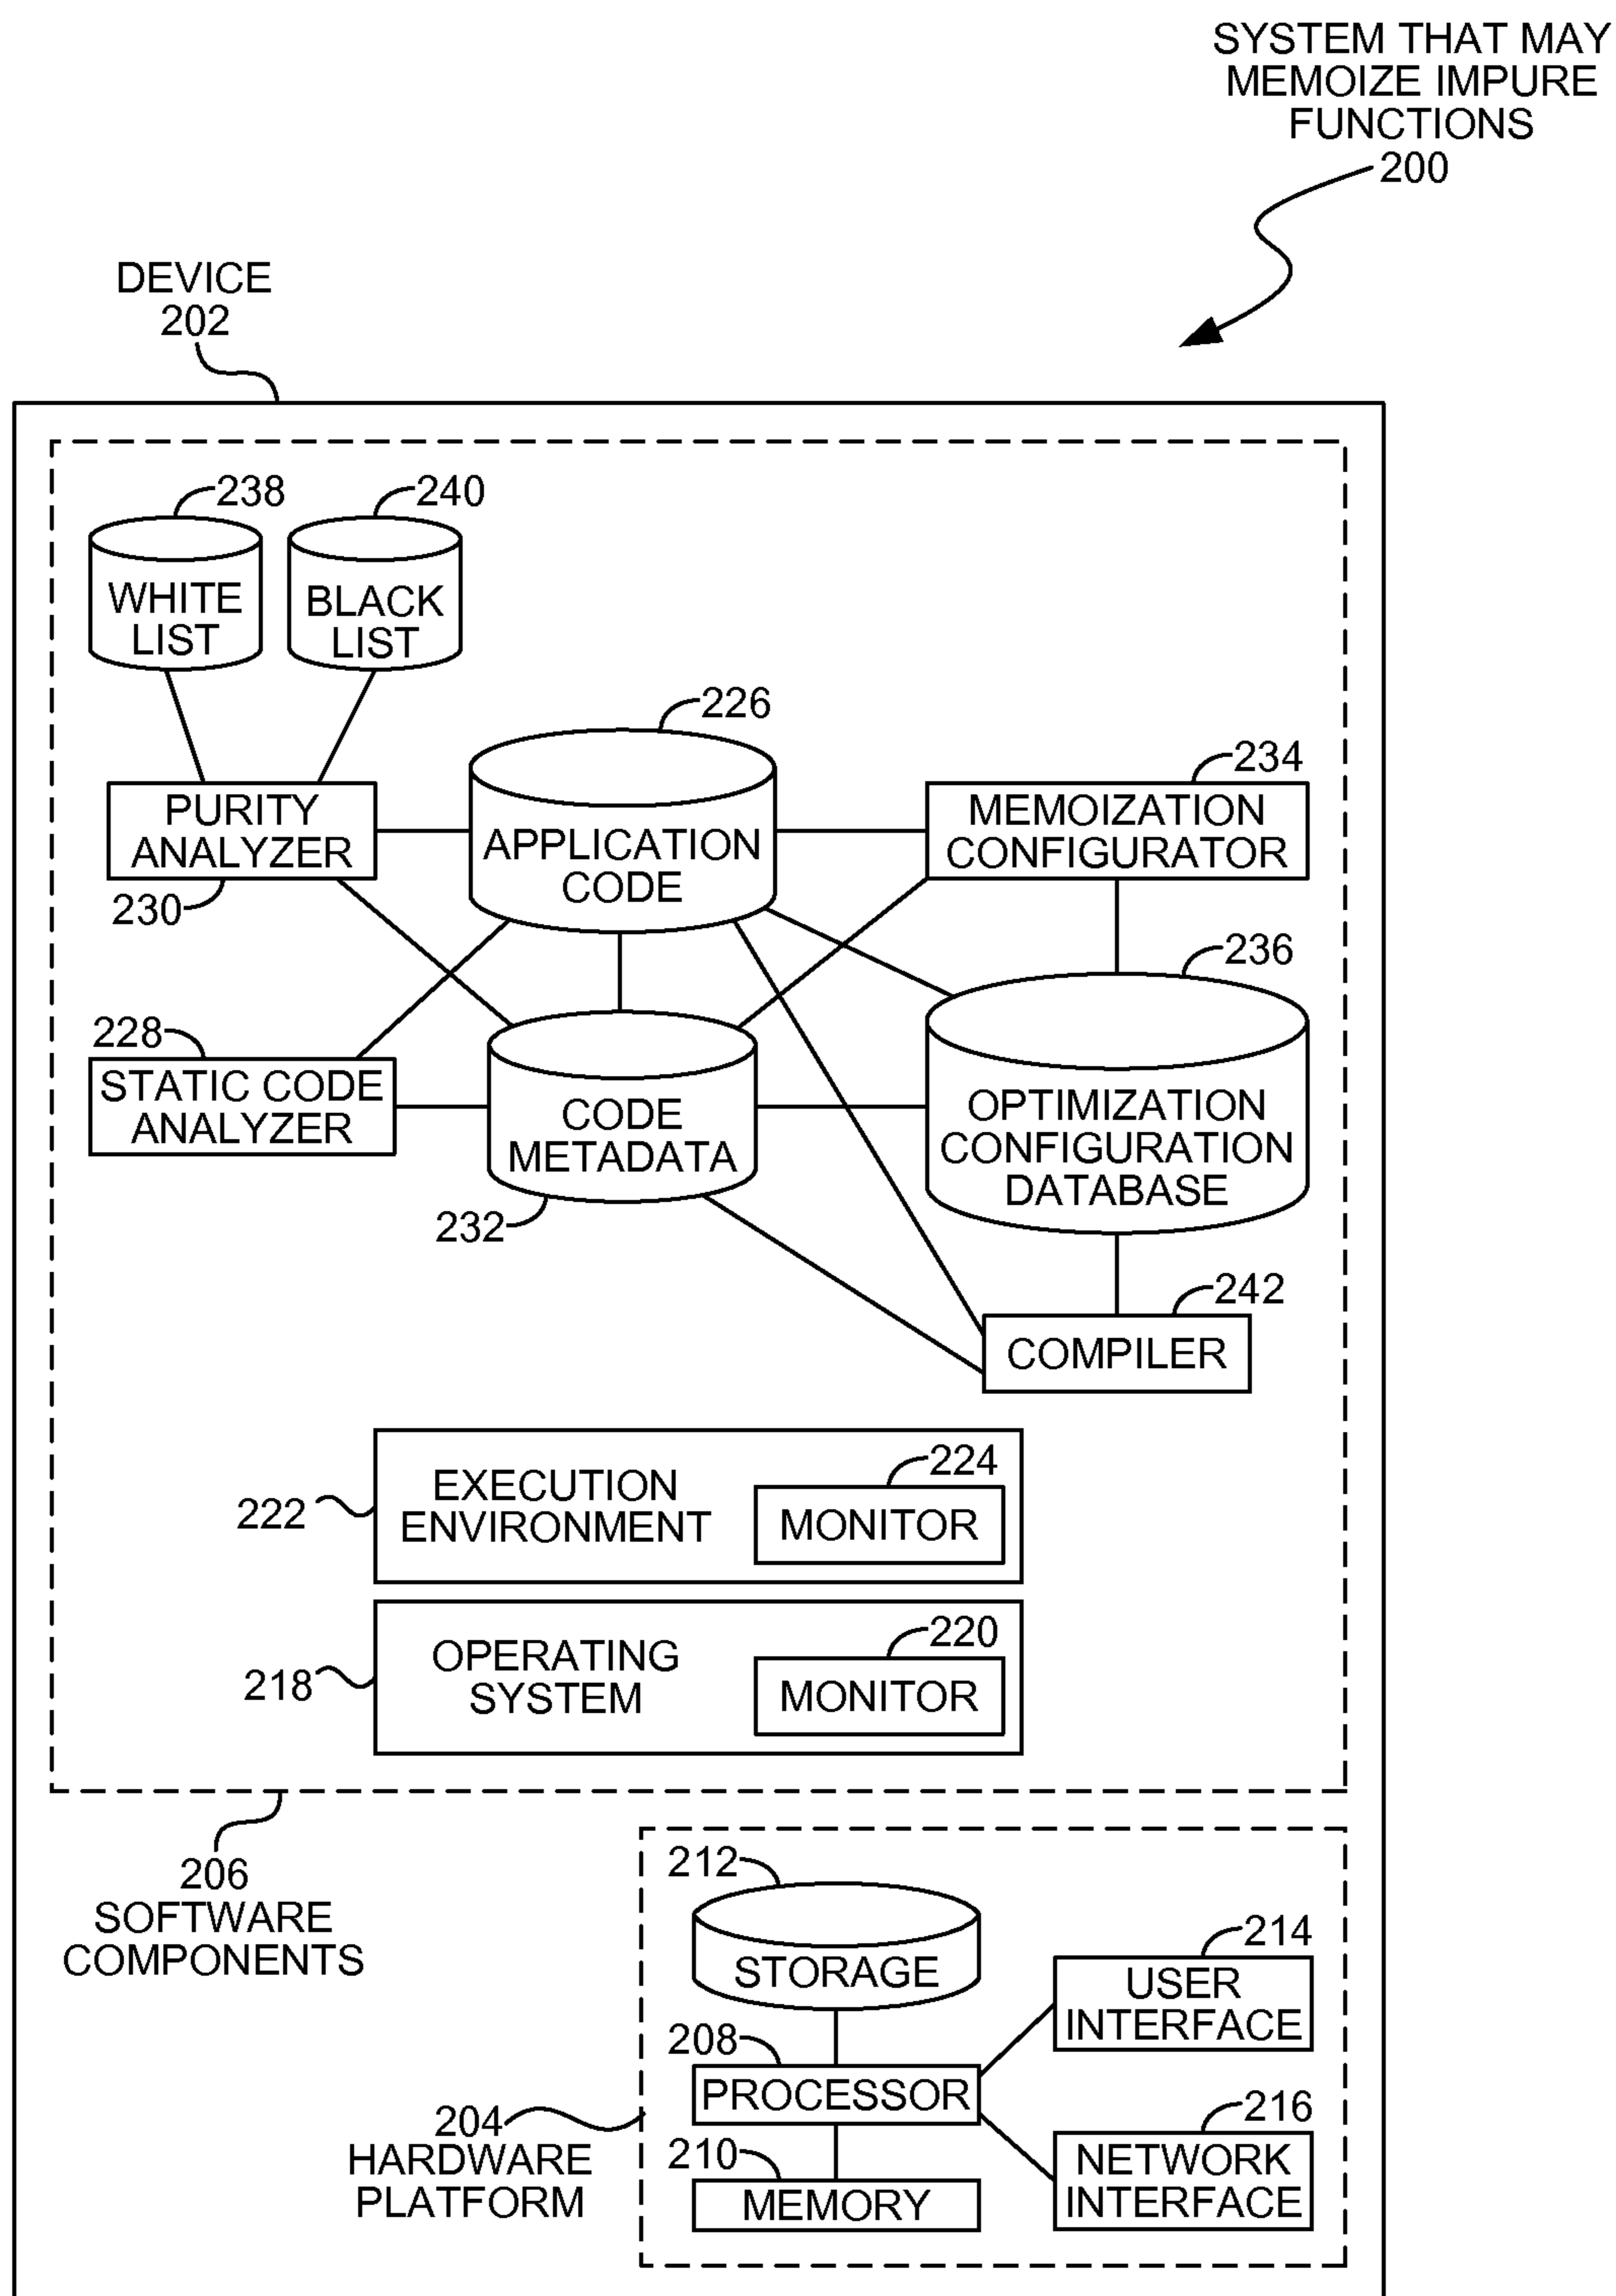 SYSTEM THAT MAY
MEMOIZE IMPURE
FUNCTIONS
200
DEVICE
202
238
240
WHITE
LIST
BLACK
LIST
226
234
PURITY
ANALYZER
230
APPLICATION
CODE
MEMOIZATION
CONFIGURATOR
236
228
STATIC CODE
ANALYZER
CODE
METADATA
232
OPTIMIZATION
CONFIGURATION
DATABASE
242
COMPILER
222
EXECUTION
ENVIRONMENT
224
MONITOR
218
OPERATING
SYSTEM
220
MONITOR
206
SOFTWARE
COMPONENTS
212
STORAGE
214
USER
INTERFACE
208
PROCESSOR
204
HARDWARE
PLATFORM
210
MEMORY
216
NETWORK
INTERFACE